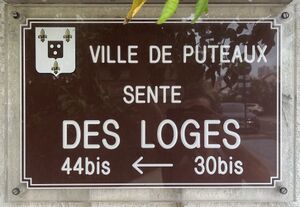 VILLE DE PUTEAUX
SENTE
DES LOGES
44bis ← 30bis